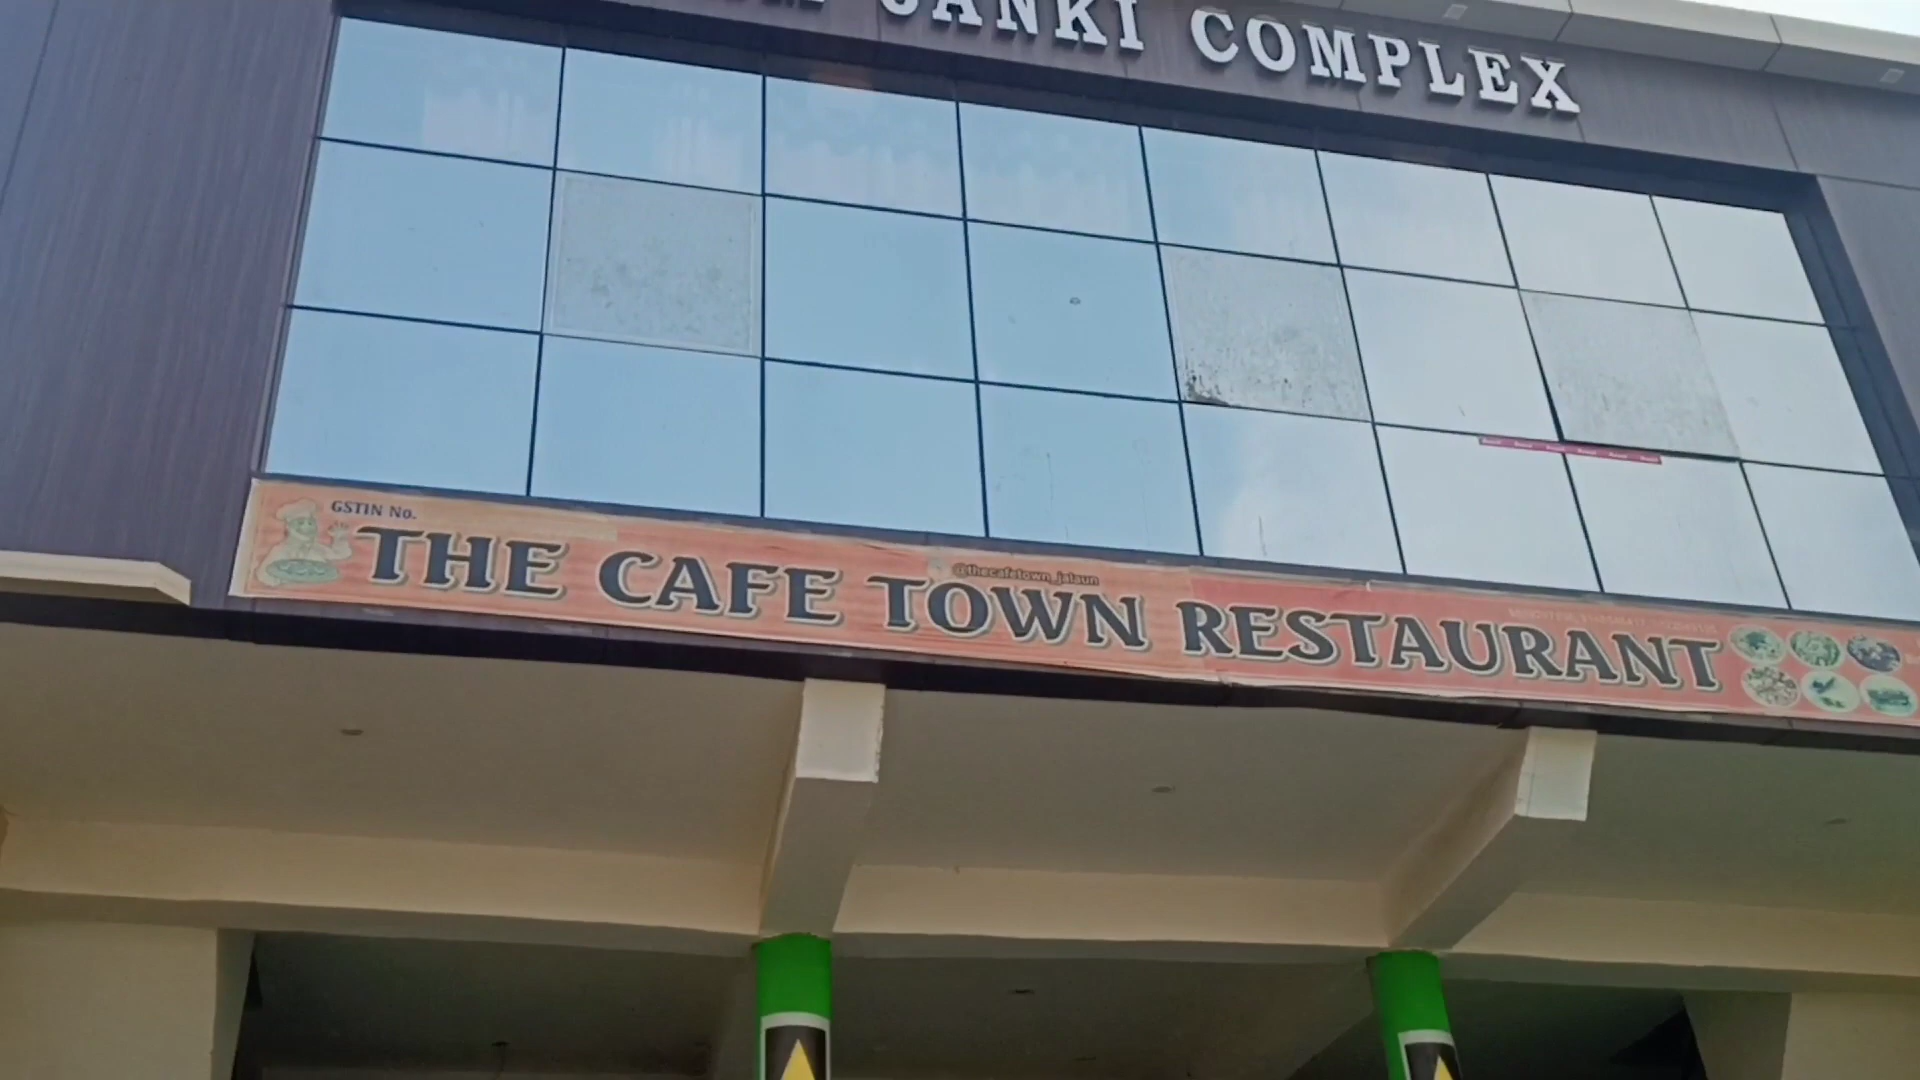 JANKI COMPLEX
GSTIN No.
@thecafetown_jalaun
THE CAFE TOWN RESTAURANT